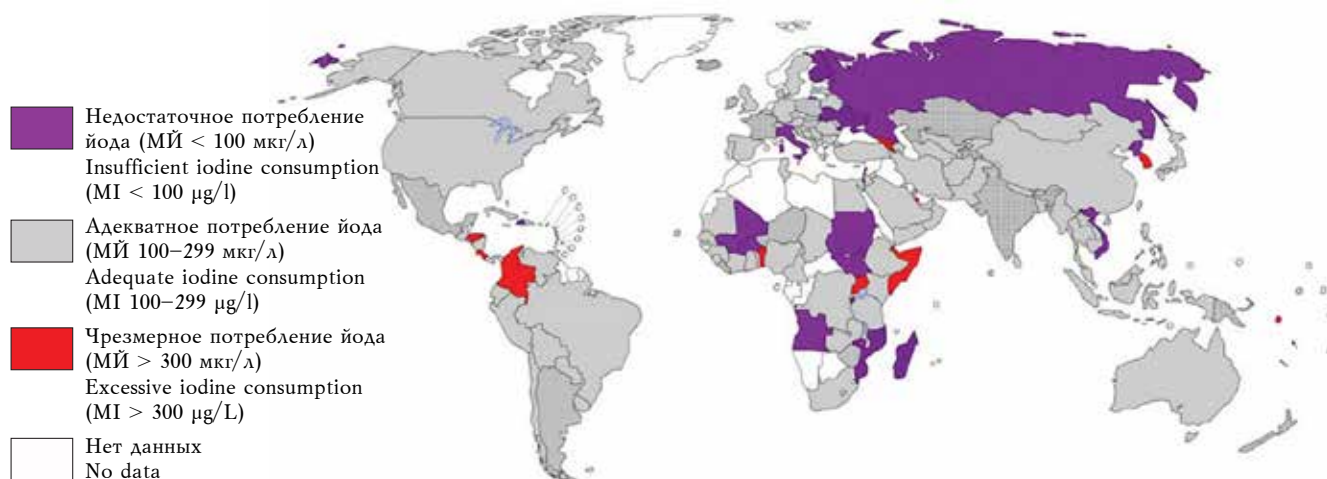 Недостаточное потребление
йода (МЙ < 100 мкг/л)
Insufficient iodine consumption
(MI < 100 μg/l)
Адекватное потребление йода
(МЙ 100–299 мкг/л)
Adequate iodine consumption
(MI 100–299 μg/l)
Чрезмерное потребление йода
(МЙ > 300 мкг/л)
Excessive iodine consumption
(MI > 300 μg/L)
Нет данных
No data